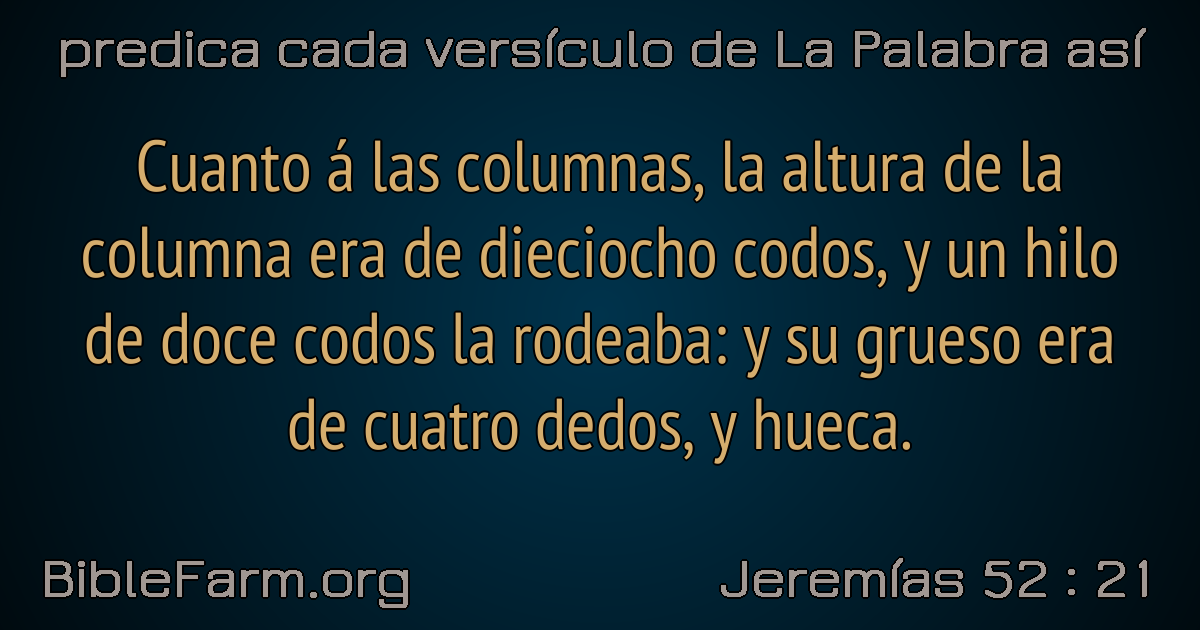 predica cada versículo de La Palabra así
Cuanto á las columnas, la altura de la
columna era de dieciocho codos, y un hilo
de doce codos la rodeaba: y su grueso era
de cuatro dedos, y hueca.
BibleFarm.org
Jeremías 52 : 21